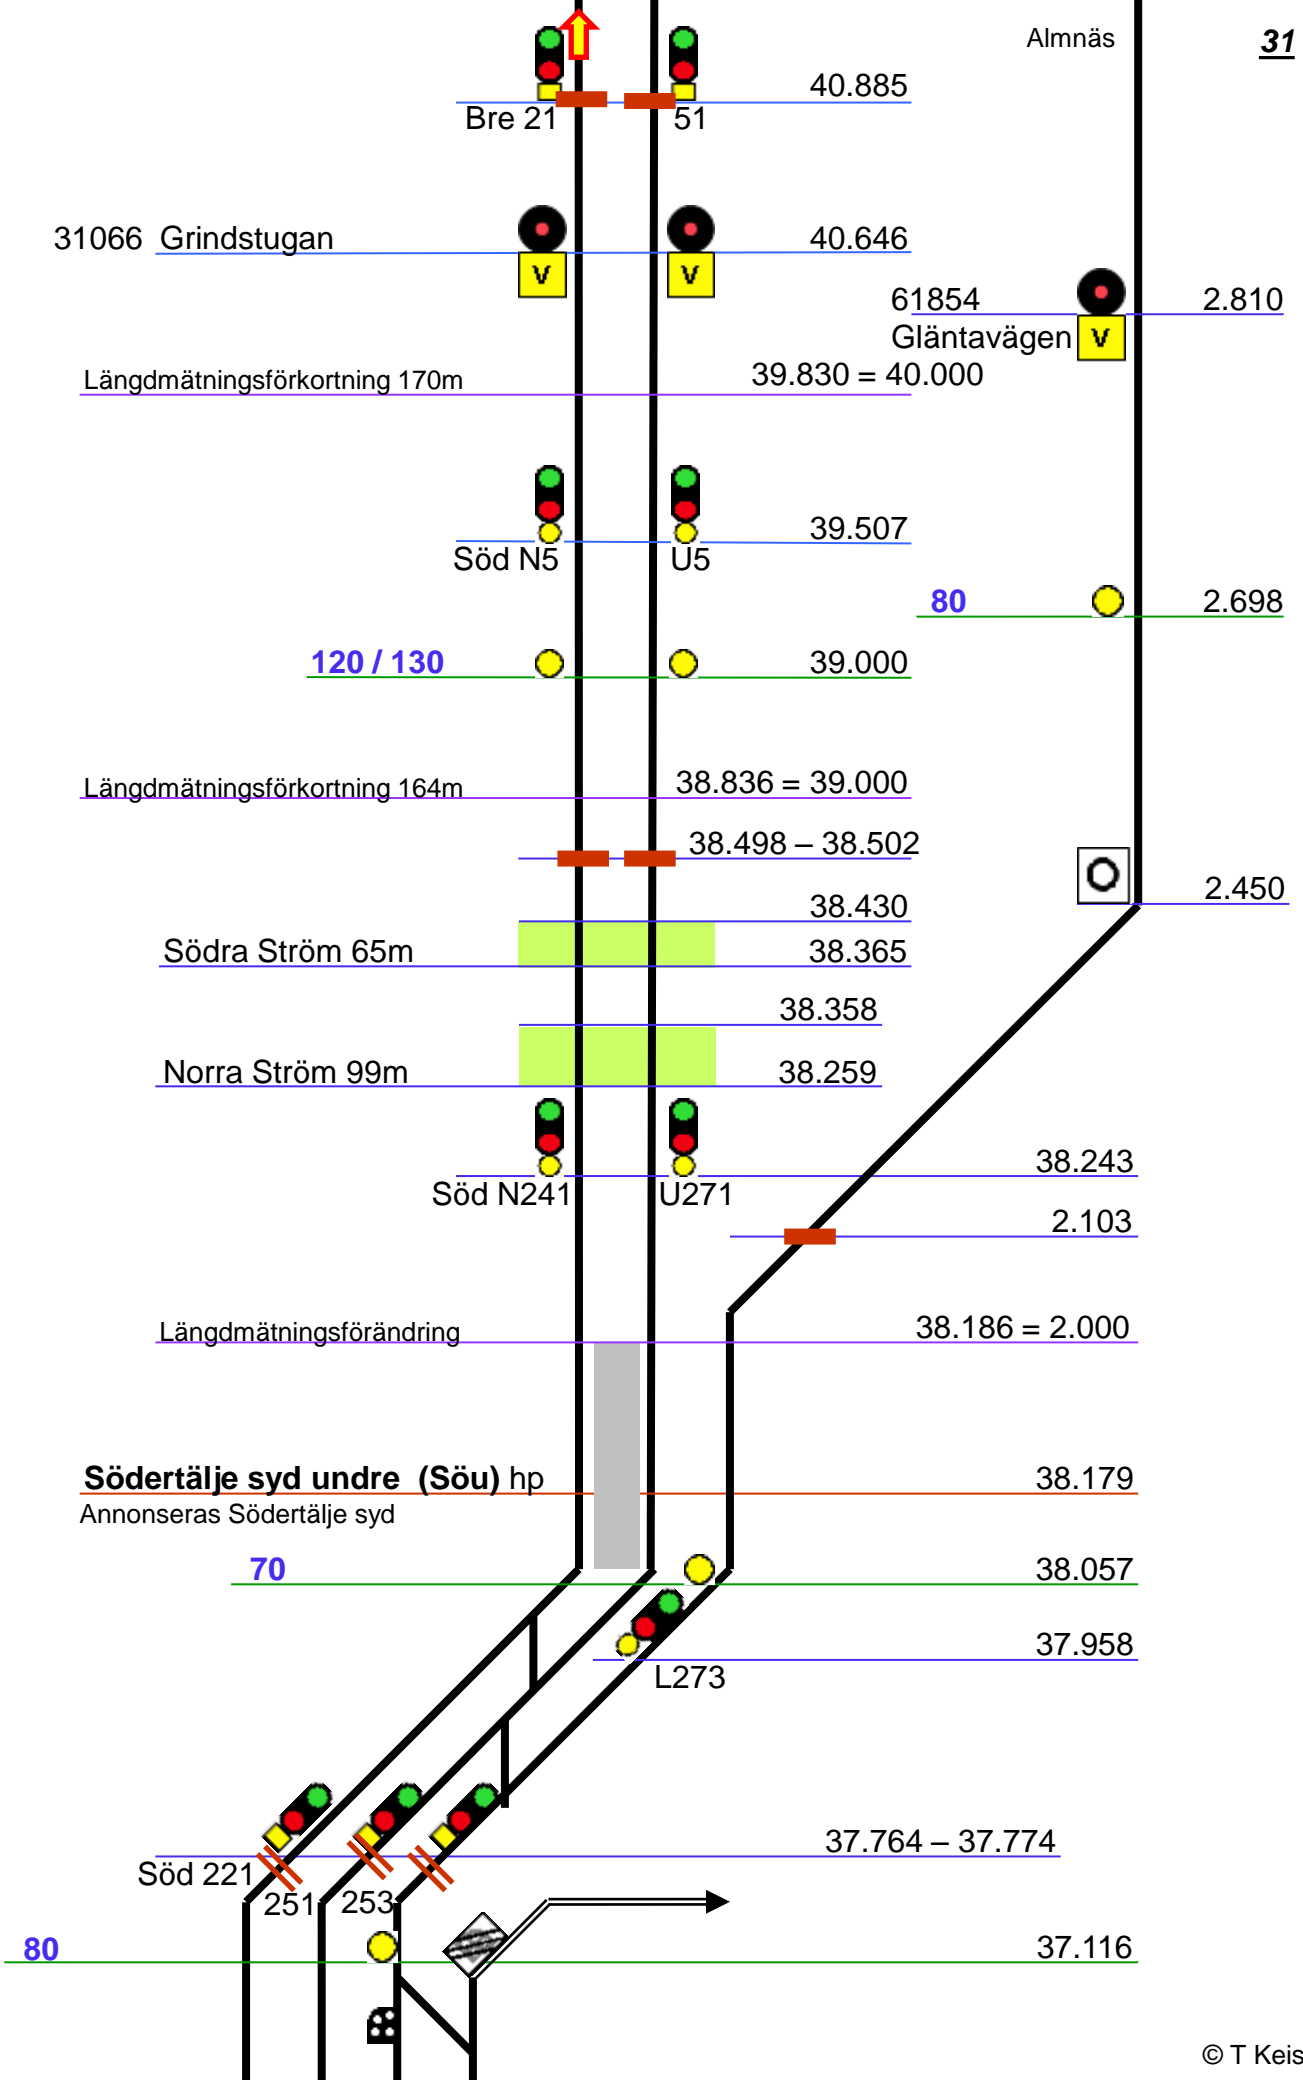 Almnäs
31
40.885
Bre 21
51
31066 Grindstugan
40.646
V
V
61854
2.810
Gläntavägen
V
Längdmätningsförkortning 170m
39.830 = 40.000
39.507
Söd N5
U5
80
2.698
120 / 130
39.000
Längdmätningsförkortning 164m
38.836 = 39.000
38.498 – 38.502
O
2.450
38.430
Södra Ström 65m
38.365
38.358
Norra Ström 99m
38.259
38.243
Söd N241
U271
2.103
Längdmätningsförändring
38.186 = 2.000
Södertälje syd undre (Söu) hp
38.179
Annonseras Södertälje syd
70
38.057
37.958
L273
37.764 – 37.774
Söd 221
251
253
80
37.116
© T Keis